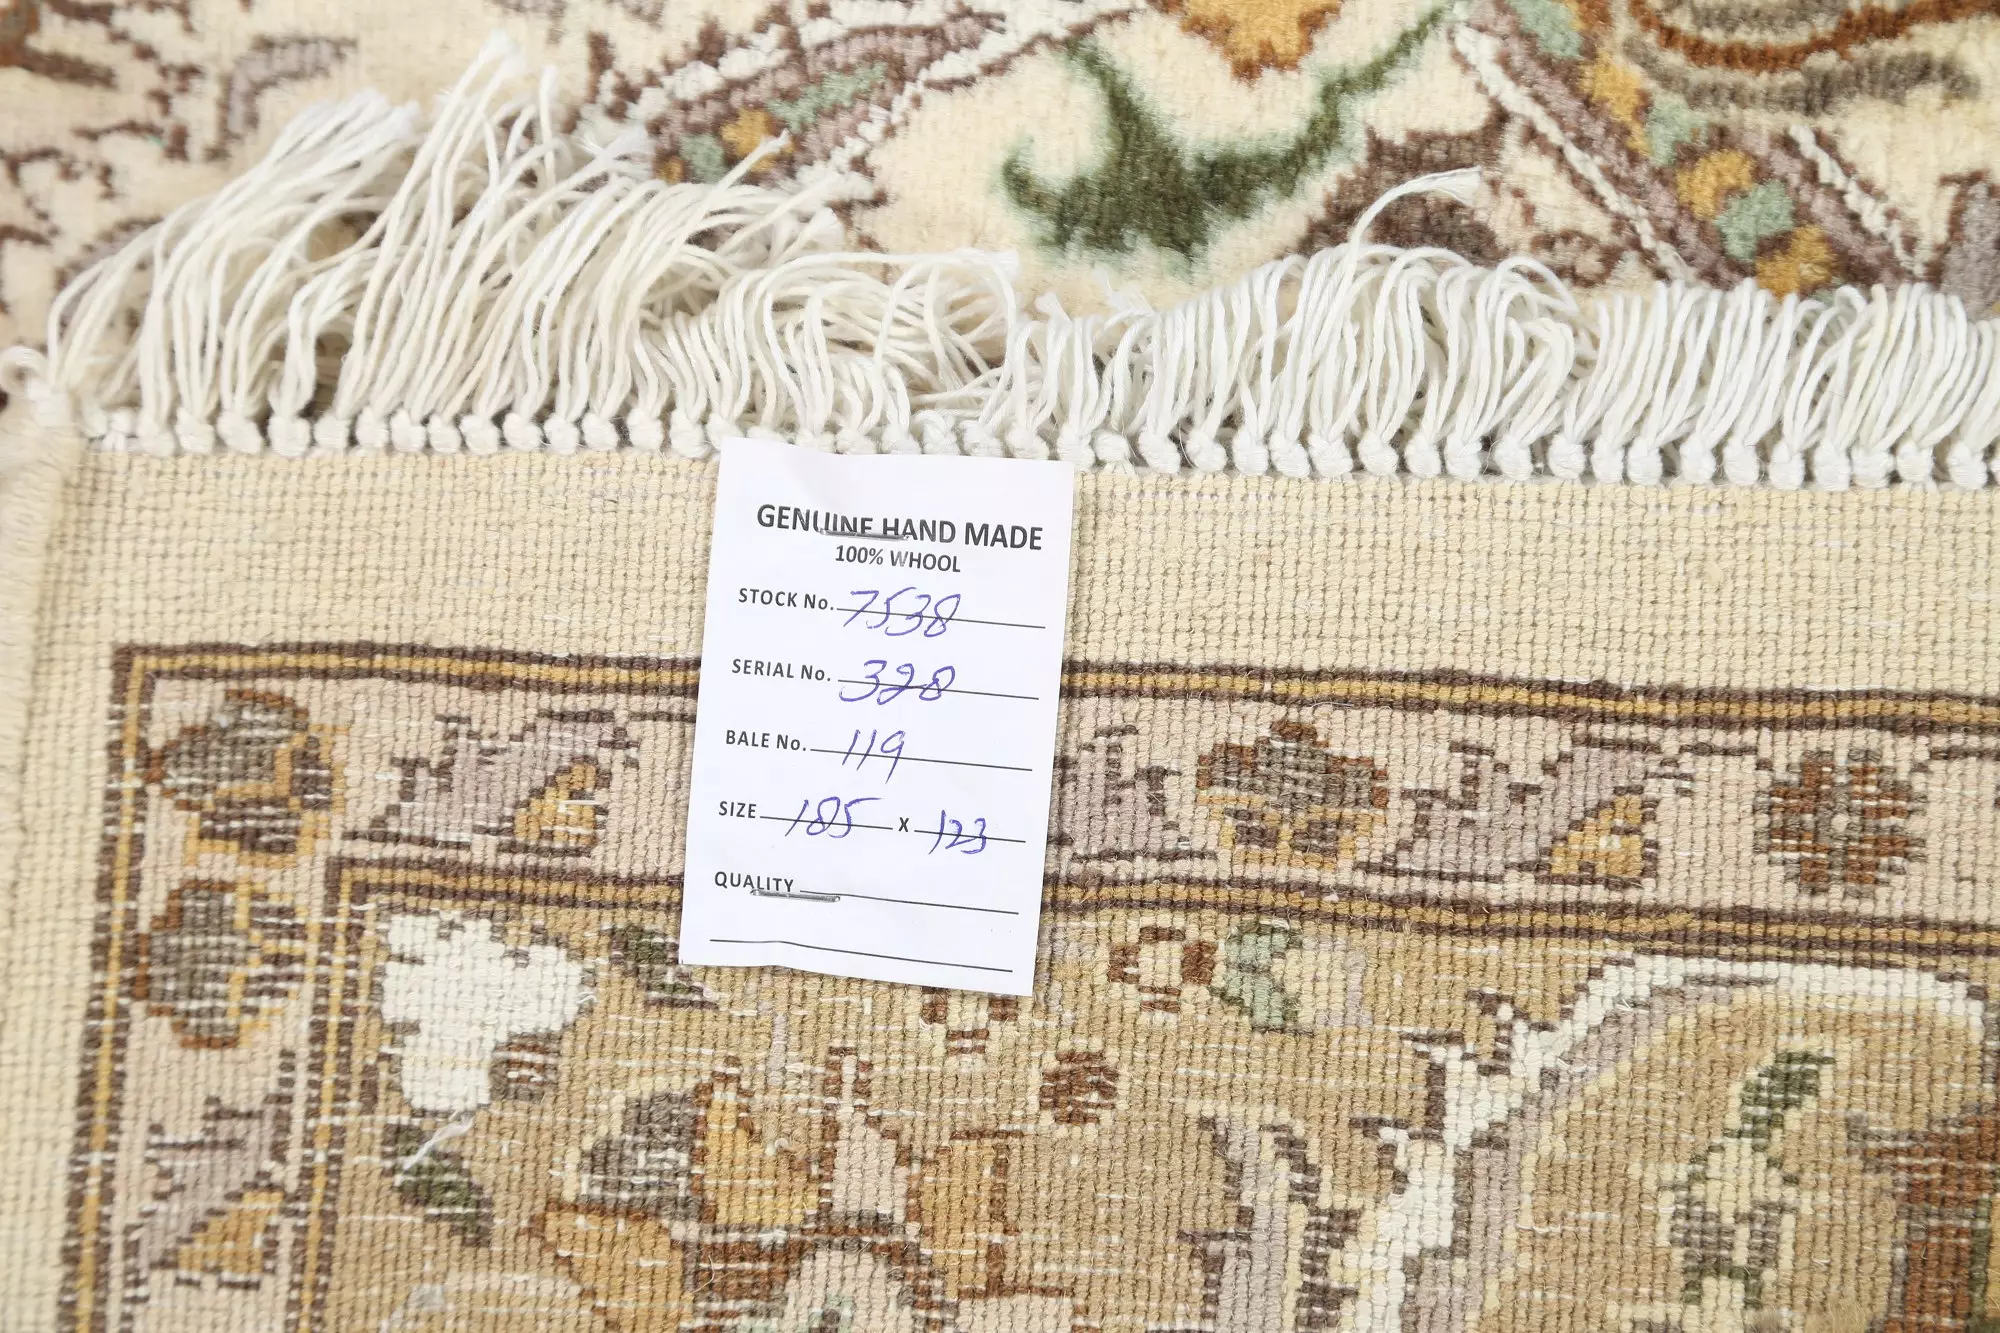 GENUINE HAND MADE
100% WHOOL
STOCK No. 7538
SERIAL No. 328
BALE No. 119
SIZE 185 X 123
QUALITY